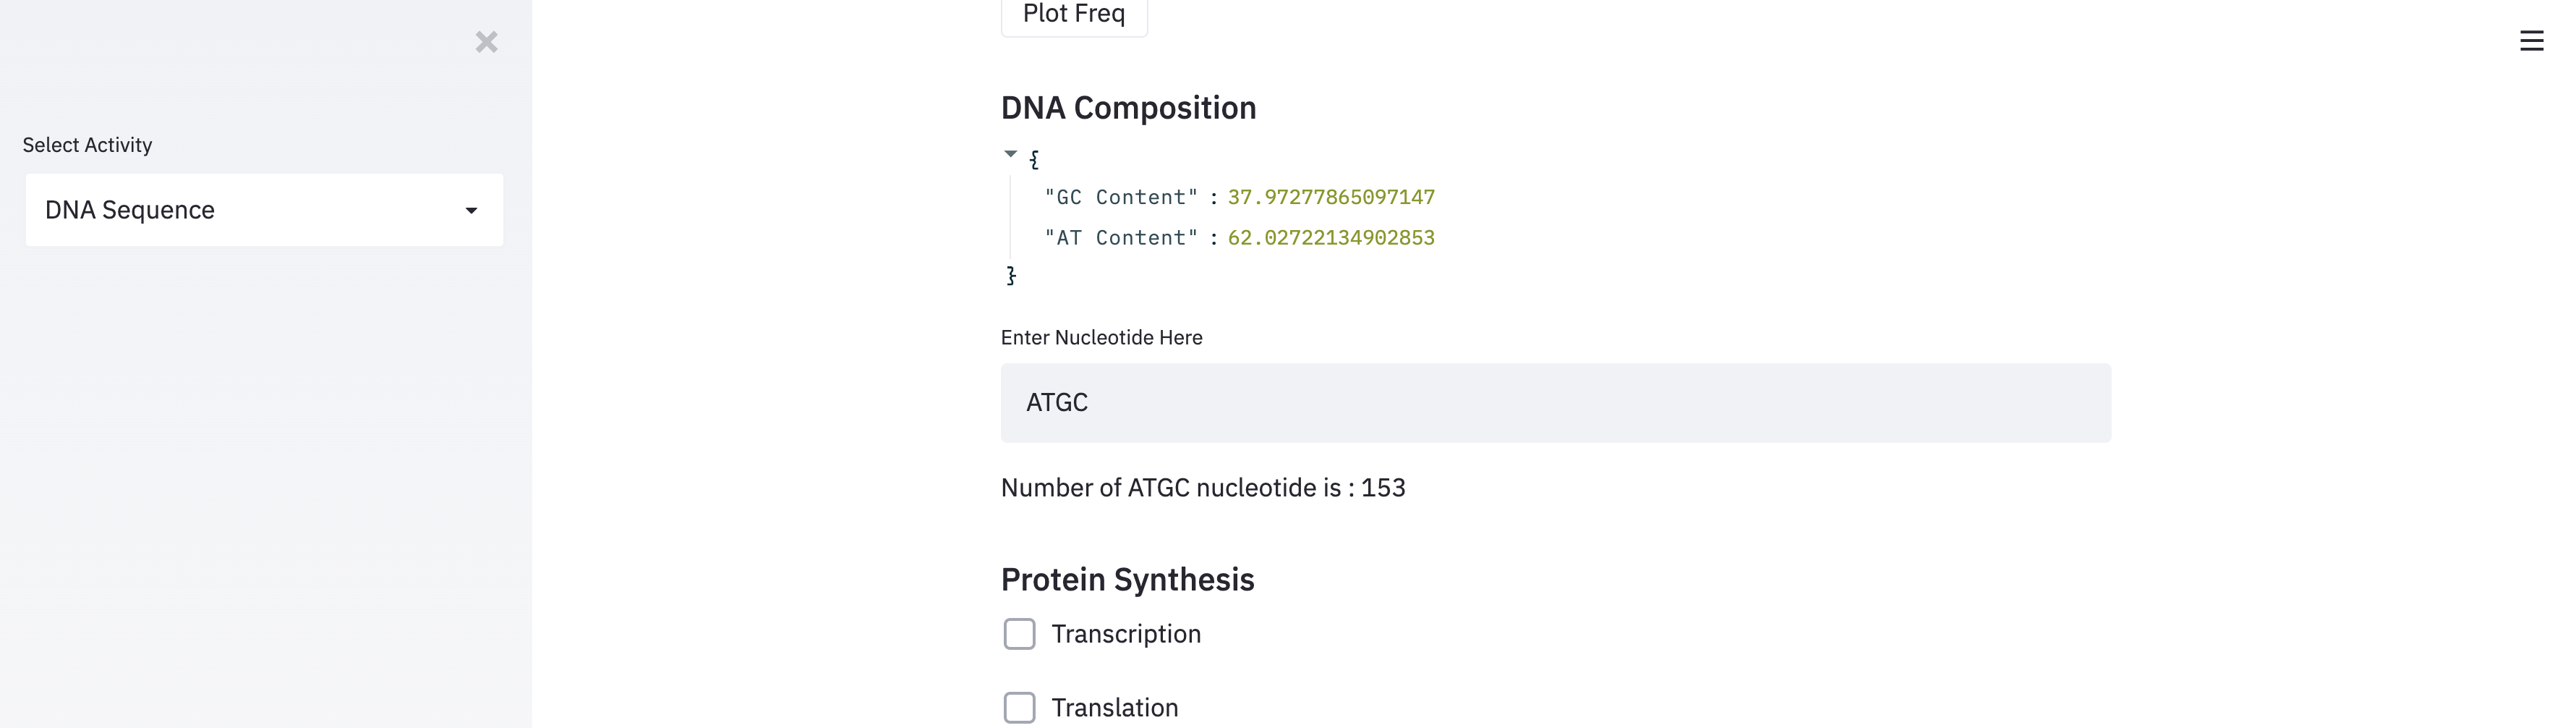 Plot Freq
Select Activity
DNA Sequence
DNA Composition
{
"GC Content" : 37.97277865097147
"AT Content" : 62.02722134902853
}
Enter Nucleotide Here
ATGC
Number of ATGC nucleotide is : 153
Protein Synthesis
Transcription
Translation